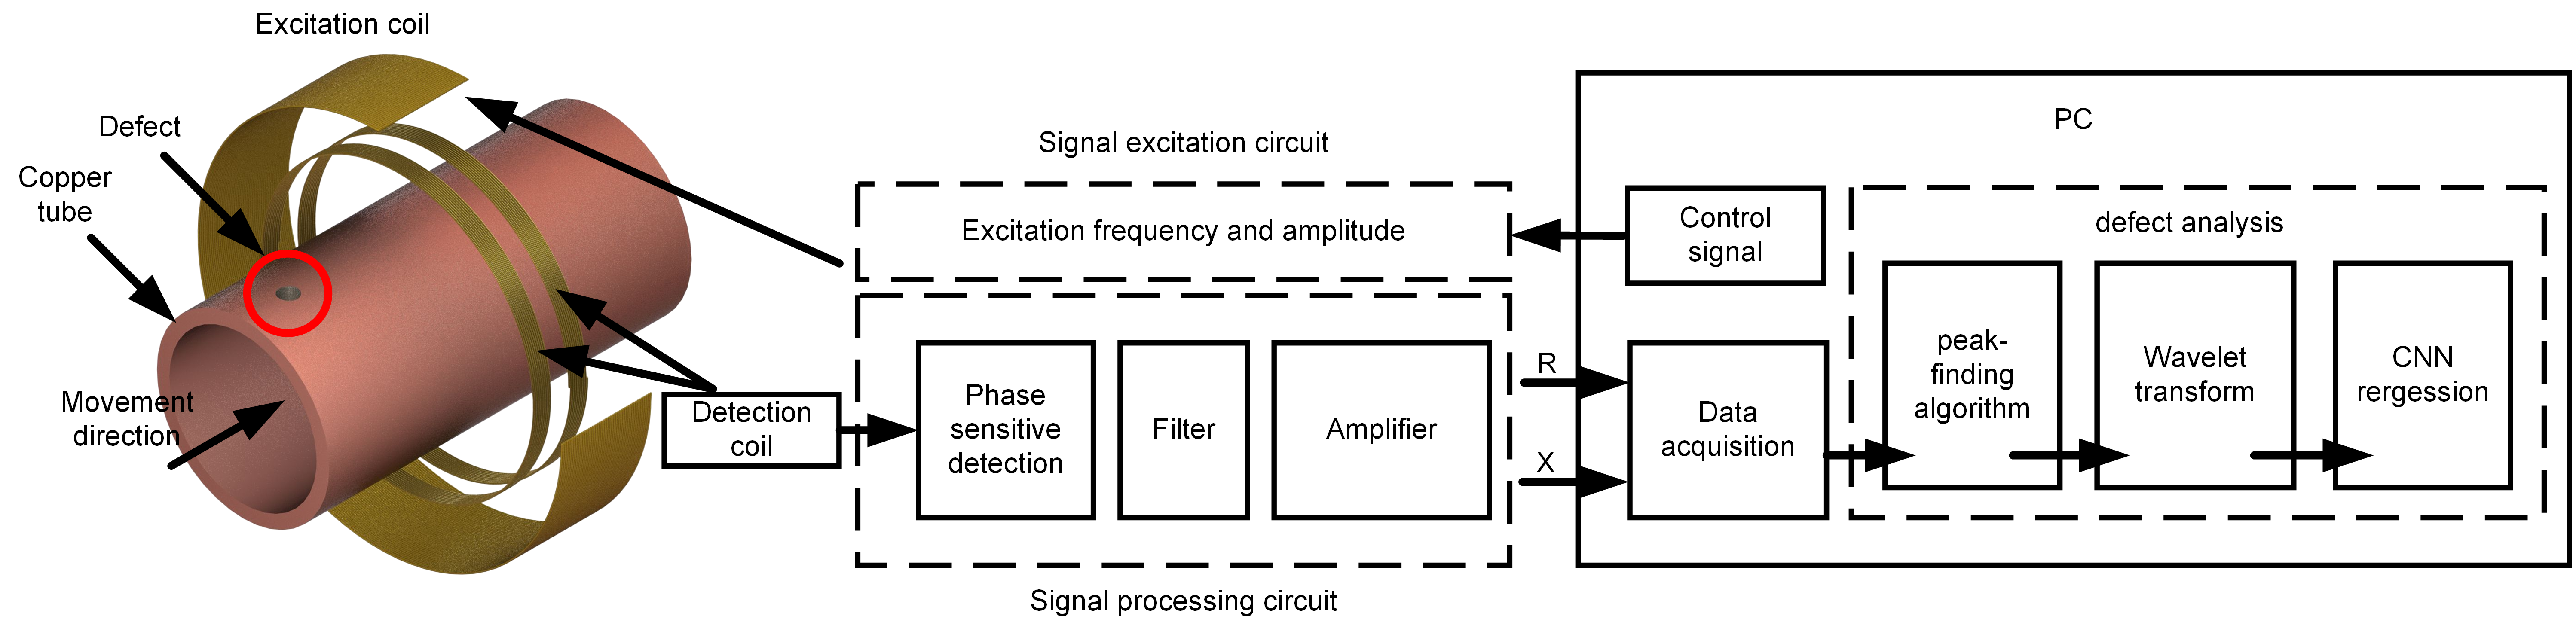 Excitation coil
Defect
Copper
tube
Movement
direction
Detection
coil
Signal excitation circuit
Excitation frequency and amplitude
Phase
sensitive
detection
Filter
Amplifier
Signal processing circuit
R
X
PC
Control
signal
Data
acquisition
defect analysis
peak-
finding
algorithm
Wavelet
transform
CNN
rergession